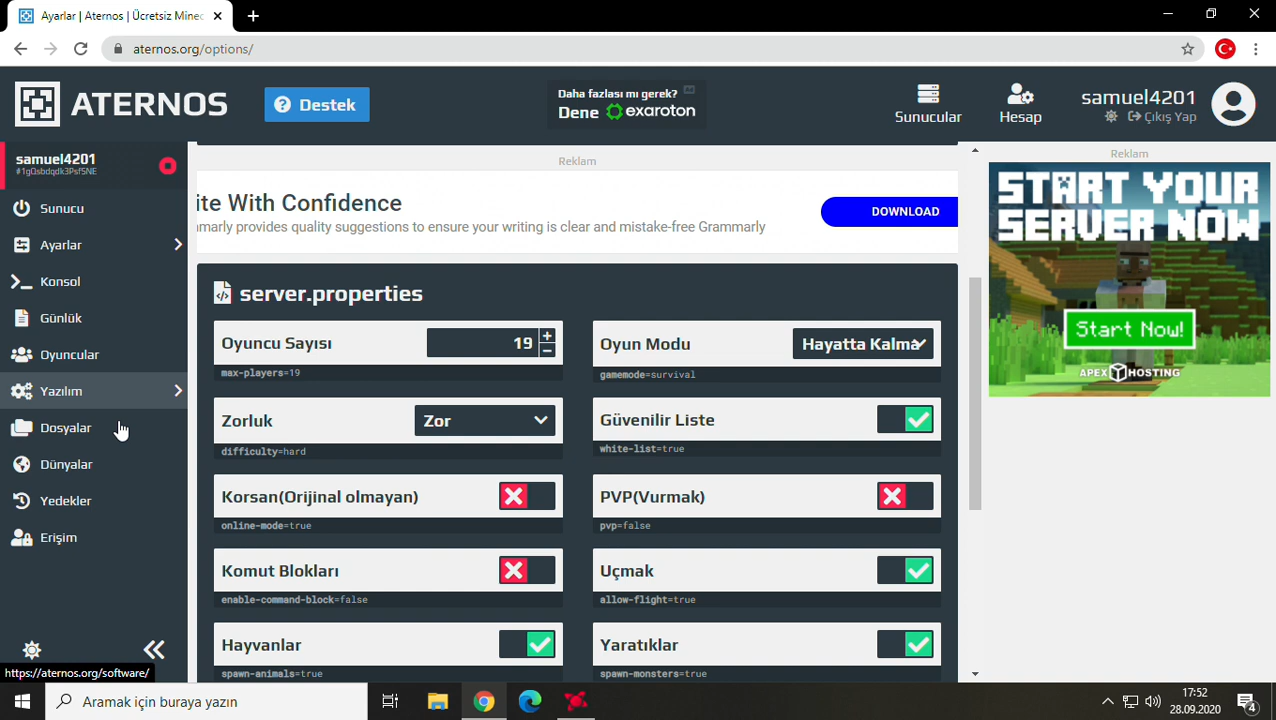 Ayarlar | Aternos | Ücretsiz Minec
aternos.org/options/
ATERNOS
Destek
Daha fazlası mı gerek?
Ad
Dene exaroton
Sunucular
Hesap
samuel4201
Çıkış Yap
samuel4201
Sunucu
Ayarlar
Konsol
Günlük
Oyuncular
Yazılım
Dosyalar
Dünyalar
Yedekler
Erişim
https://aternos.org/software/
Reklam
ite With Confidence
marly provides quality suggestions to ensure your writing is clear and mistake-free Grammarly
DOWNLOAD
server.properties
Oyuncu Sayısı
19
max-players=19
Oyun Modu
Hayatta Kalma
gamemode=survival
Zorluk
Zor
difficulty=hard
Güvenilir Liste
white-list=true
Korsan(Orijinal olmayan)
online-mode=true
PVP(Vurmak)
pvp=false
Komut Blokları
enable-command-block=false
Uçmak
allow-flight=true
Hayvanlar
spawn-animals=true
Yaratıklar
spawn-monsters=true
Reklam
START YOUR
SERVER NOW
Start Now!
APEX HOSTING
Aramak için buraya yazın
17:52
28.09.2020
4